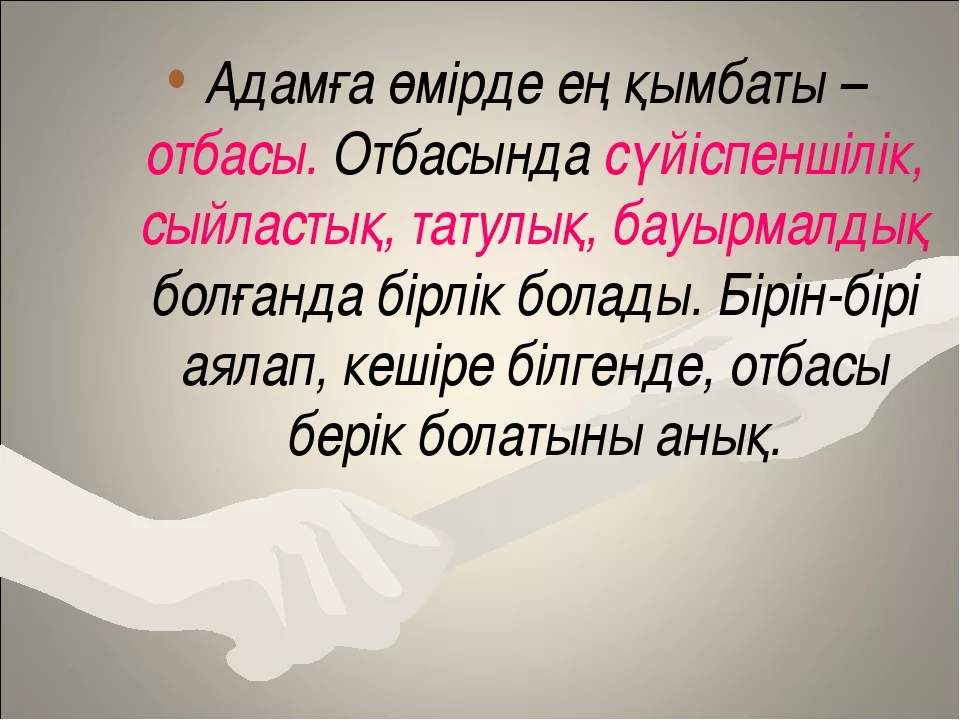 • Адамға өмірде ең қымбаты –
отбасы. Отбасында сүйіспеншілік,
сыйластық, татулық, бауырмалдық
болғанда бірлік болады. Бірін-бірі
аялап, кешіре білгенде, отбасы
берік болатыны анық.